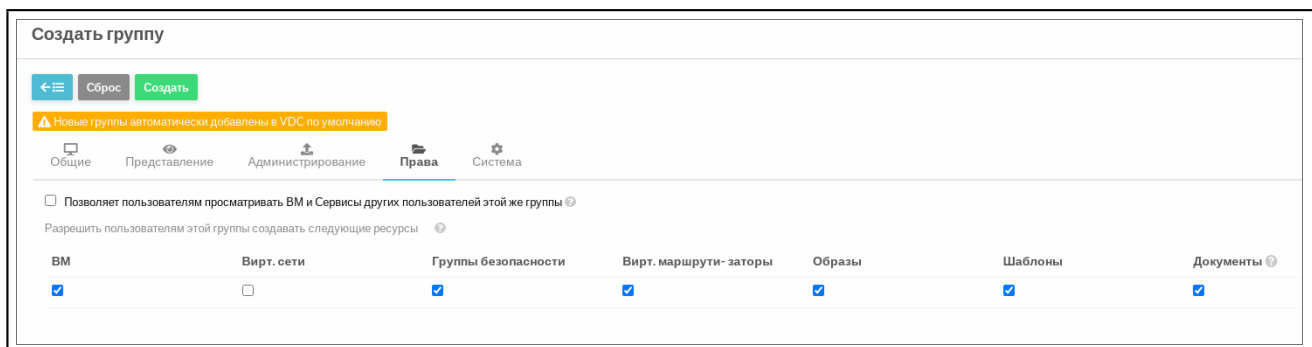 Создать группу
Сброс Создать
Новые группы автоматически добавлены в VDC по умолчанию
Общие Представление Администрирование Права Система
Позволяет пользователям просматривать ВМ и Сервисы других пользователей этой же группы ?
Разрешить пользователям этой группы создавать следующие ресурсы ?
ВМ Вирт. сети Группы безопасности Вирт. маршрути- заторы Образы Шаблоны Документы ?